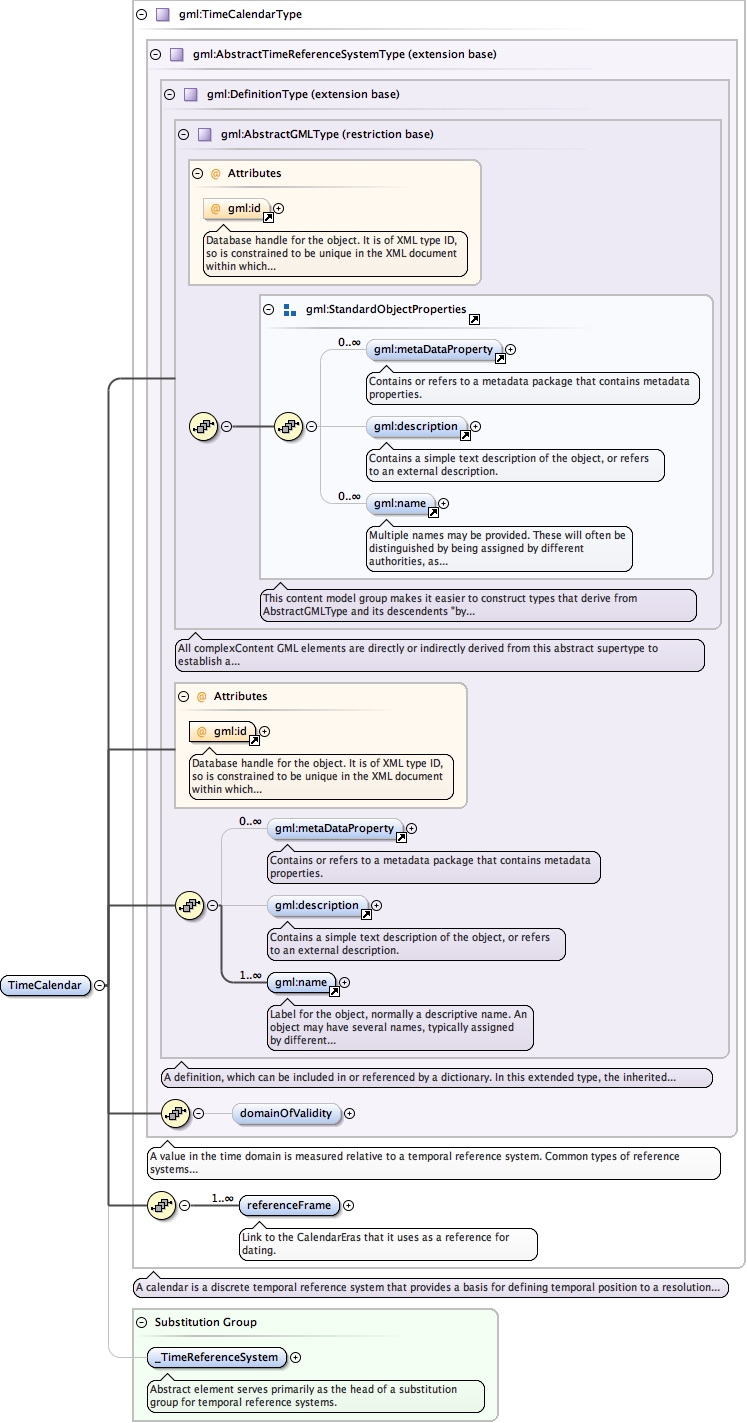 gml:TimeCalendarType
gml:AbstractTimeReferenceSystemType (extension base)
gml:DefinitionType (extension base)
gml:AbstractGMLType (restriction base)
@ Attributes
@ gml:id
Database handle for the object. It is of XML type ID,
so is constrained to be unique in the XML document
within which...
gml:StandardObjectProperties
0..∞
gml:metaDataProperty
Contains or refers to a metadata package that contains metadata
properties.
gml:description
Contains a simple text description of the object, or refers
to an external description.
0..∞
gml:name
Multiple names may be provided. These will often be
distinguished by being assigned by different
authorities, as...
This content model group makes it easier to construct types that derive from
AbstractGMLType and its descendents "by...
All complexContent GML elements are directly or indirectly derived from this abstract supertype to
establish a...
@ Attributes
@ gml:id
Database handle for the object. It is of XML type ID,
so is constrained to be unique in the XML document
within which...
0..∞
gml:metaDataProperty
Contains or refers to a metadata package that contains metadata
properties.
gml:description
Contains a simple text description of the object, or refers
to an external description.
1..∞
gml:name
TimeCalendar
Label for the object, normally a descriptive name. An
object may have several names, typically assigned
by different...
A definition, which can be included in or referenced by a dictionary. In this extended type, the inherited...
domainOfValidity
A value in the time domain is measured relative to a temporal reference system. Common types of reference
systems...
1..∞
referenceFrame
Link to the CalendarEras that it uses as a reference for
dating.
A calendar is a discrete temporal reference system that provides a basis for defining temporal position to a resolution...
Substitution Group
_TimeReferenceSystem
Abstract element serves primarily as the head of a substitution
group for temporal reference systems.